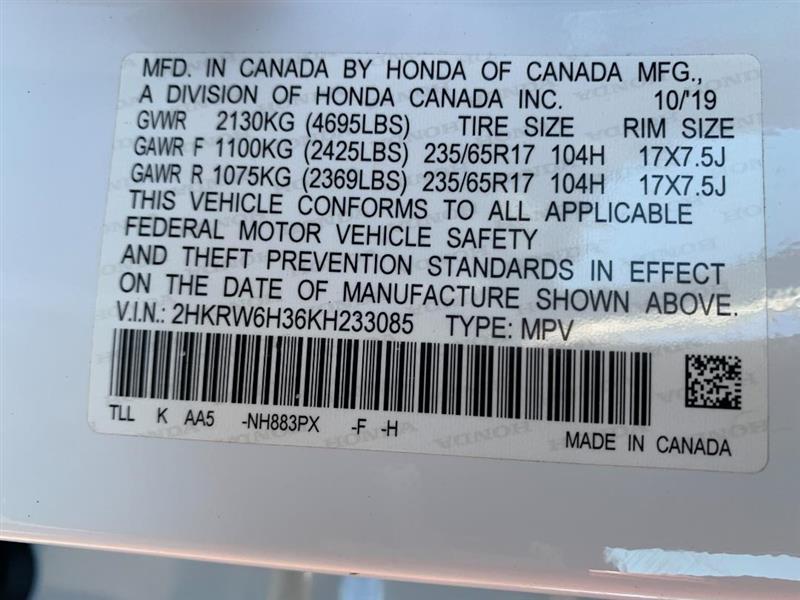 MFD. IN CANADA BY HONDA OF CANADA MFG.,
A DIVISION OF HONDA CANADA INC. 10/'19
GVWR 2130KG (4695LBS) TIRE SIZE RIM SIZE
GAWR F 1100KG (2425LBS) 235/65R17 104H 17X7.5J
GAWR R 1075KG (2369LBS) 235/65R17 104H 17X7.5J
THIS VEHICLE CONFORMS TO ALL APPLICABLE
FEDERAL MOTOR VEHICLE SAFETY
AND THEFT PREVENTION STANDARDS IN EFFECT
ON THE DATE OF MANUFACTURE SHOWN ABOVE.
V.I.N.: 2HKRW6H36KH233085 TYPE: MPV
TLL K AA5 -NH883PX -F -H
MADE IN CANADA